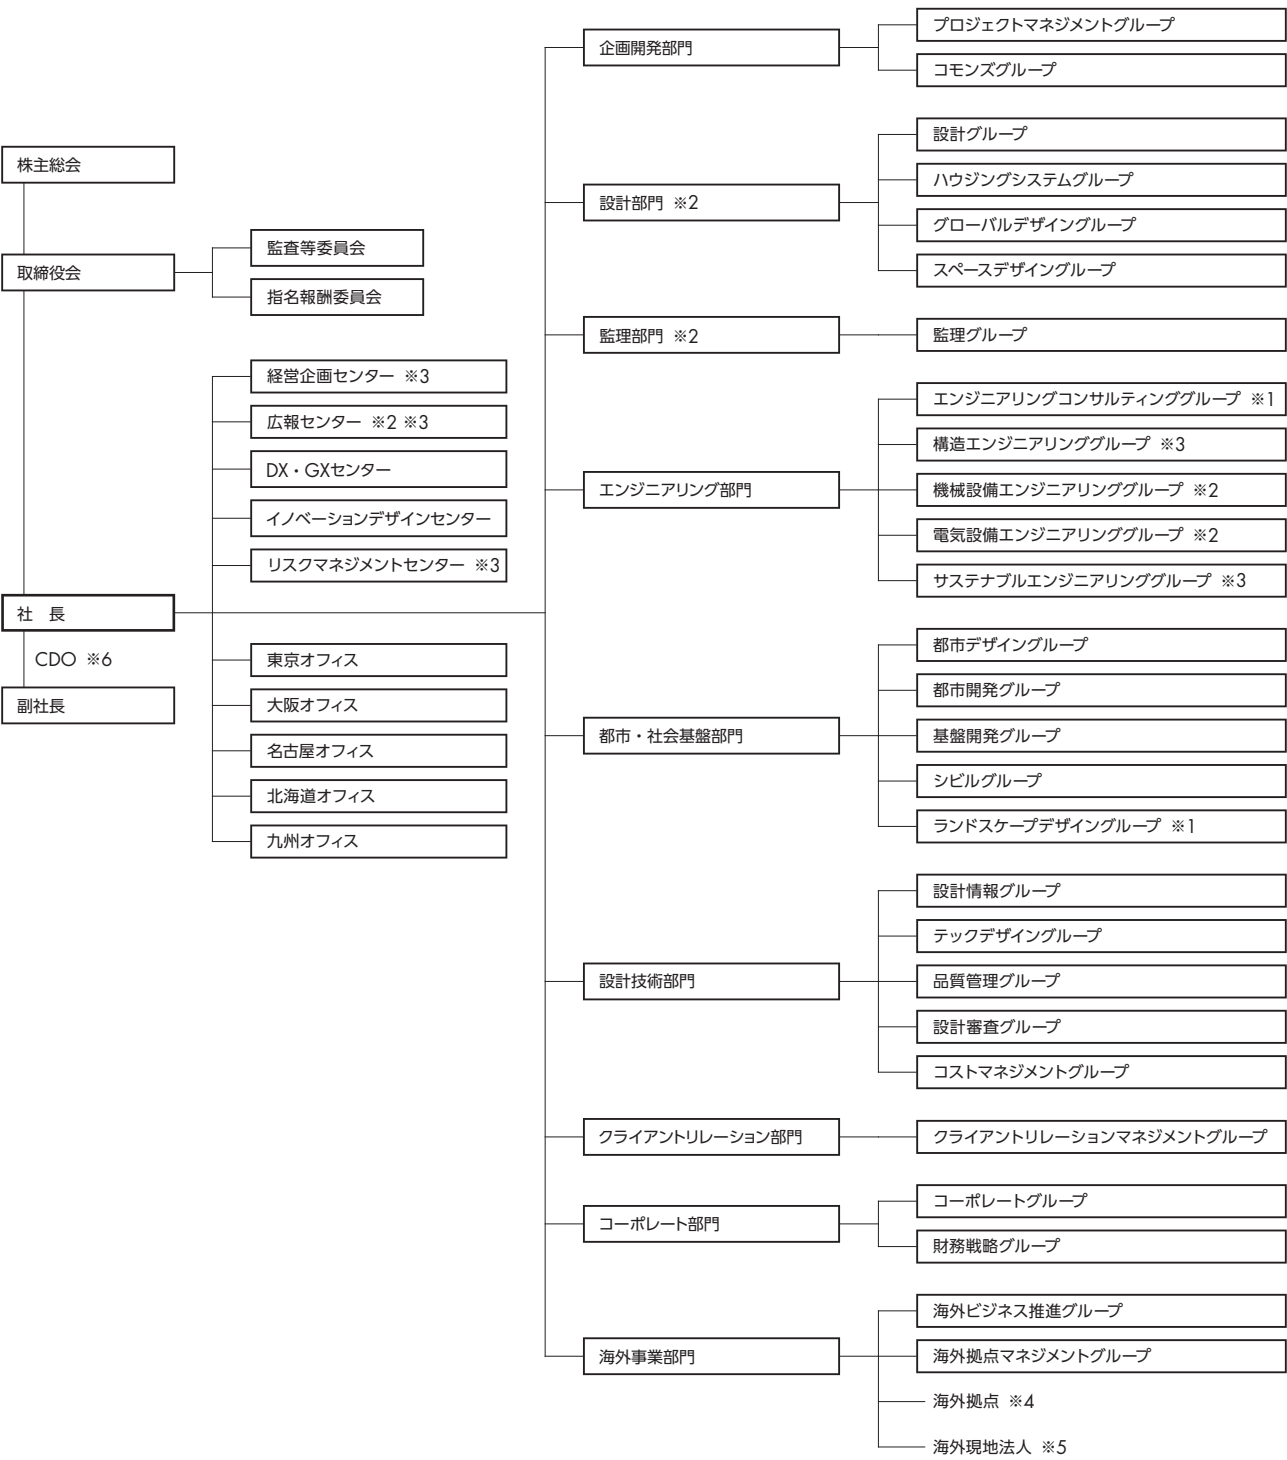 株主総会
取締役会
監査等委員会
指名報酬委員会
経営企画センター ※3
広報センター ※2 ※3
DX・GXセンター
イノベーションデザインセンター
リスクマネジメントセンター ※3
社　長
CDO ※6
副社長
東京オフィス
大阪オフィス
名古屋オフィス
北海道オフィス
九州オフィス
企画開発部門
プロジェクトマネジメントグループ
コモンズグループ
設計部門 ※2
設計グループ
ハウジングシステムグループ
グローバルデザイングループ
スペースデザイングループ
監理部門 ※2
監理グループ
エンジニアリング部門
エンジニアリングコンサルティンググループ ※1
構造エンジニアリンググループ ※3
機械設備エンジニアリンググループ ※2
電気設備エンジニアリンググループ ※2
サステナブルエンジニアリンググループ ※3
都市・社会基盤部門
都市デザイングループ
都市開発グループ
基盤開発グループ
シビルグループ
ランドスケープデザイングループ ※1
設計技術部門
設計情報グループ
テックデザイングループ
品質管理グループ
設計審査グループ
コストマネジメントグループ
クライアントリレーション部門
クライアントリレーションマネジメントグループ
コーポレート部門
コーポレートグループ
財務戦略グループ
海外事業部門
海外ビジネス推進グループ
海外拠点マネジメントグループ
海外拠点 ※4
海外現地法人 ※5